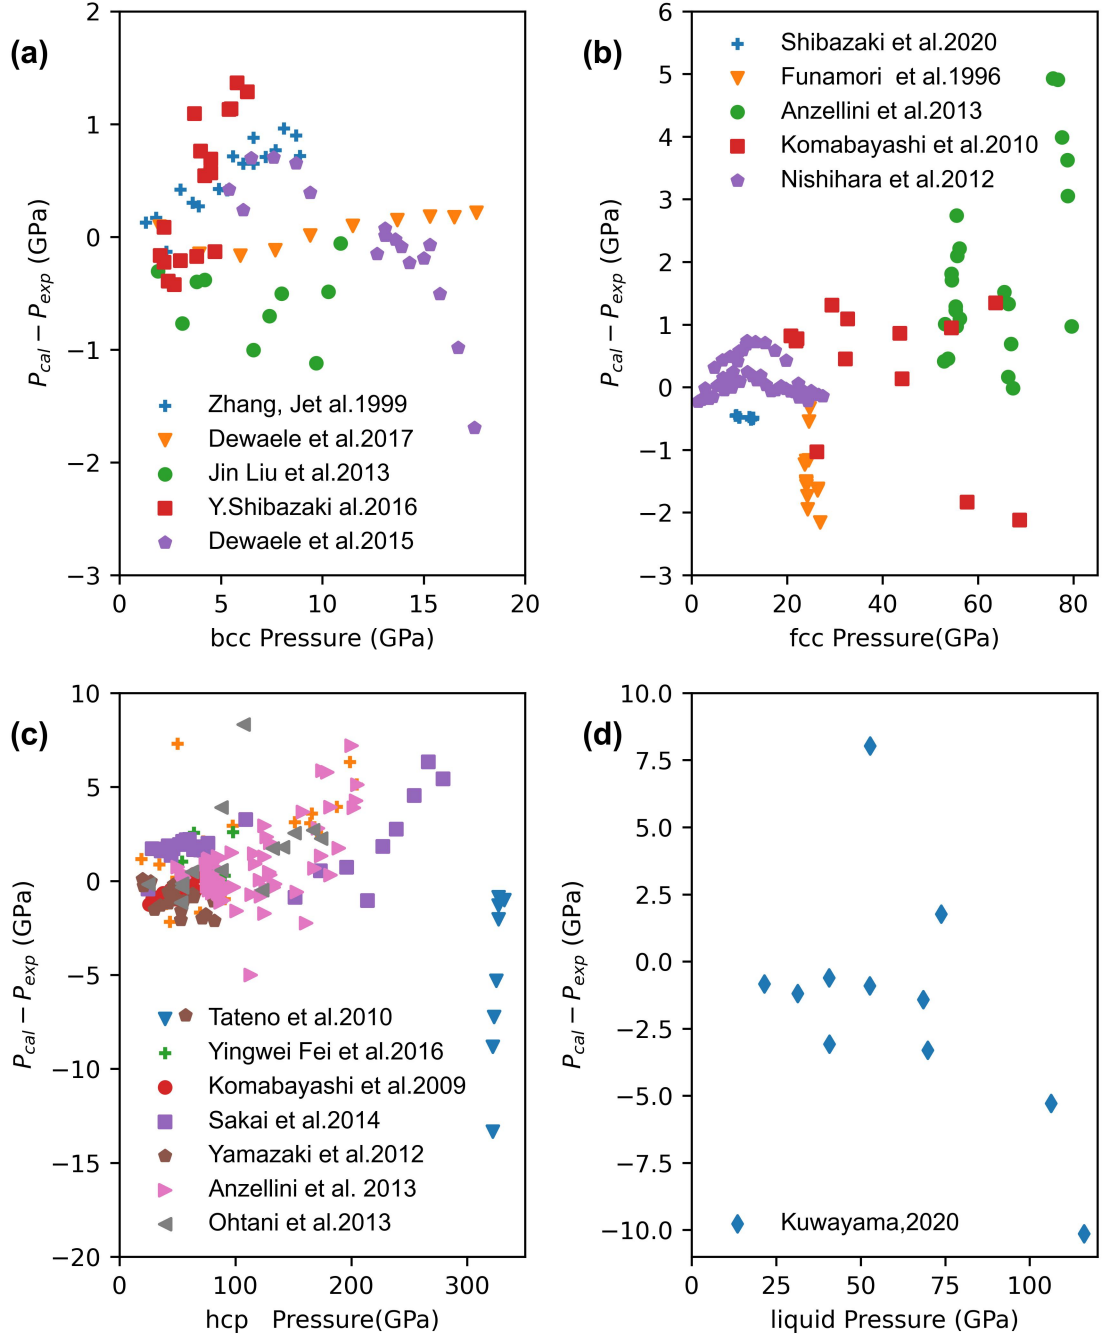 (a)
2
1
0
−1
−2
−3
P_cal − P_exp (GPa)
Zhang, Jet al.1999
Dewaele et al.2017
Jin Liu et al.2013
Y.Shibazaki al.2016
Dewaele et al.2015
0 5 10 15 20
bcc Pressure (GPa)
(b)
6
5
4
3
2
1
0
−1
−2
−3
P_cal − P_exp (GPa)
Shibazaki et al.2020
Funamori et al.1996
Anzellini et al.2013
Komabayashi et al.2010
Nishihara et al.2012
0 20 40 60 80
fcc Pressure(GPa)
(c)
10
5
0
−5
−10
−15
−20
P_cal − P_exp (GPa)
Tateno et al.2010
Yingwei Fei et al.2016
Komabayashi et al.2009
Sakai et al.2014
Yamazaki et al.2012
Anzellini et al. 2013
Ohtani et al.2013
0 100 200 300
hcp Pressure(GPa)
(d)
10.0
7.5
5.0
2.5
0.0
−2.5
−5.0
−7.5
−10.0
P_cal − P_exp (GPa)
Kuwayama,2020
0 25 50 75 100
liquid Pressure (GPa)